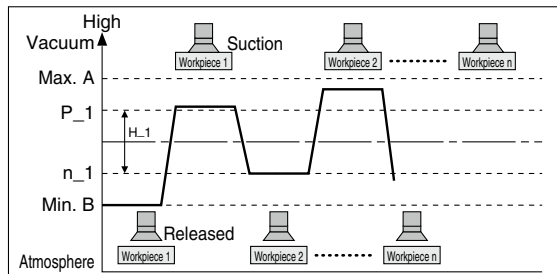 High
Vacuum
Suction
Workpiece 1
Workpiece 2
Workpiece n
Max. A
P_1
H_1
n_1
Min. B
Released
Workpiece 1
Workpiece 2
Workpiece n
Atmosphere